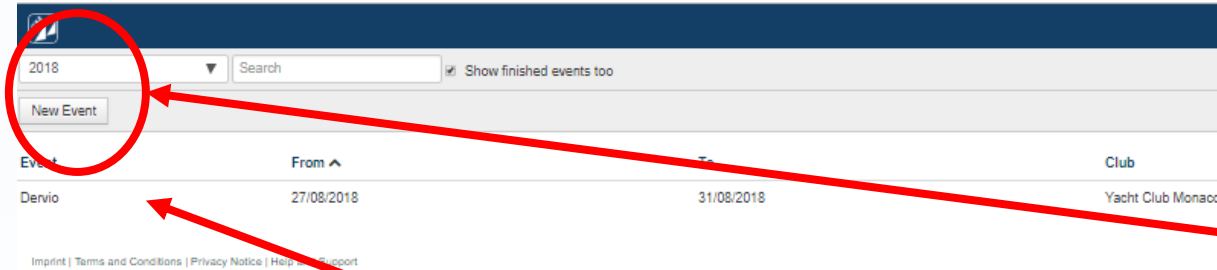 2018 Search Show finished events too
New Event
Event From To Club
Dervio 27/08/2018 31/08/2018 Yacht Club Monaco
Imprint | Terms and Conditions | Privacy Notice | Help and Support